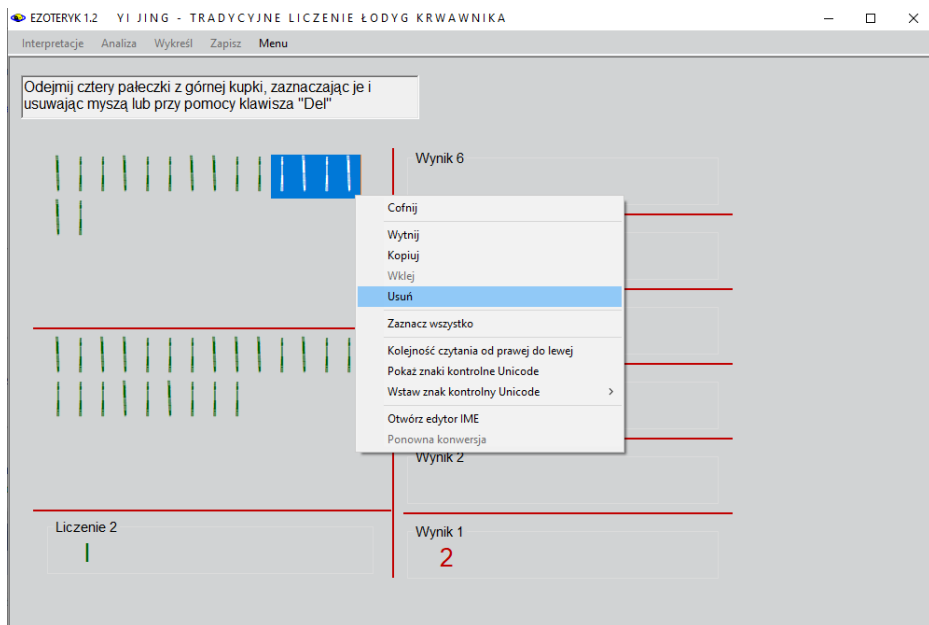 EZOTERYK 1.2 YI JING - TRADYCYJNE LICZENIE ŁODYG KRWAWNIKA
Interpretacje Analiza Wykreśl Zapisz Menu
Odejmij cztery pałeczki z górnej kupki, zaznaczając je i
usuwając myszą lub przy pomocy klawisza "Del"
Wynik 6
Cofnij
Wytnij
Kopiuj
Wklej
Usuń
Zaznacz wszystko
Kolejność czytania od prawej do lewej
Pokaż znaki kontrolne Unicode
Wstaw znak kontrolny Unicode
Otwórz edytor IME
Ponowna konwersja
Wynik 2
Liczenie 2
Wynik 1
2